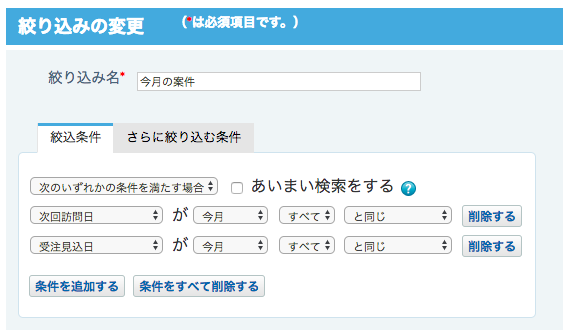 絞り込みの変更 (*は必須項目です。)
絞り込み名* 今月の案件
絞込条件 さらに絞り込む条件
次のいずれかの条件を満たす場合 あいまい検索をする ?
次回訪問日 が 今月 すべて と同じ 削除する
受注見込日 が 今月 すべて と同じ 削除する
条件を追加する 条件をすべて削除する